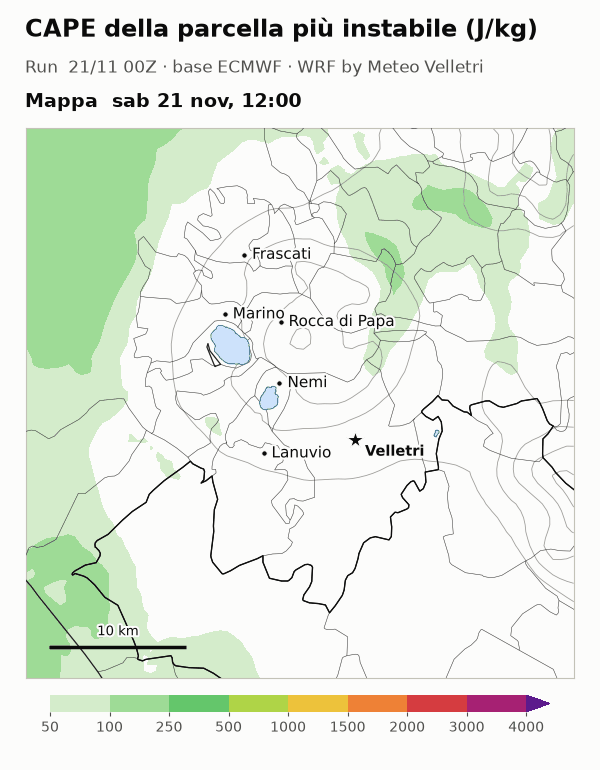 CAPE della parcella più instabile (J/kg)
Run  21/11 00Z · base ECMWF · WRF by Meteo Velletri
Mappa  sab 21 nov, 12:00
Frascati
Marino
Rocca di Papa
Nemi
Velletri
Lanuvio
10 km
50 100 250 500 1000 1500 2000 3000 4000